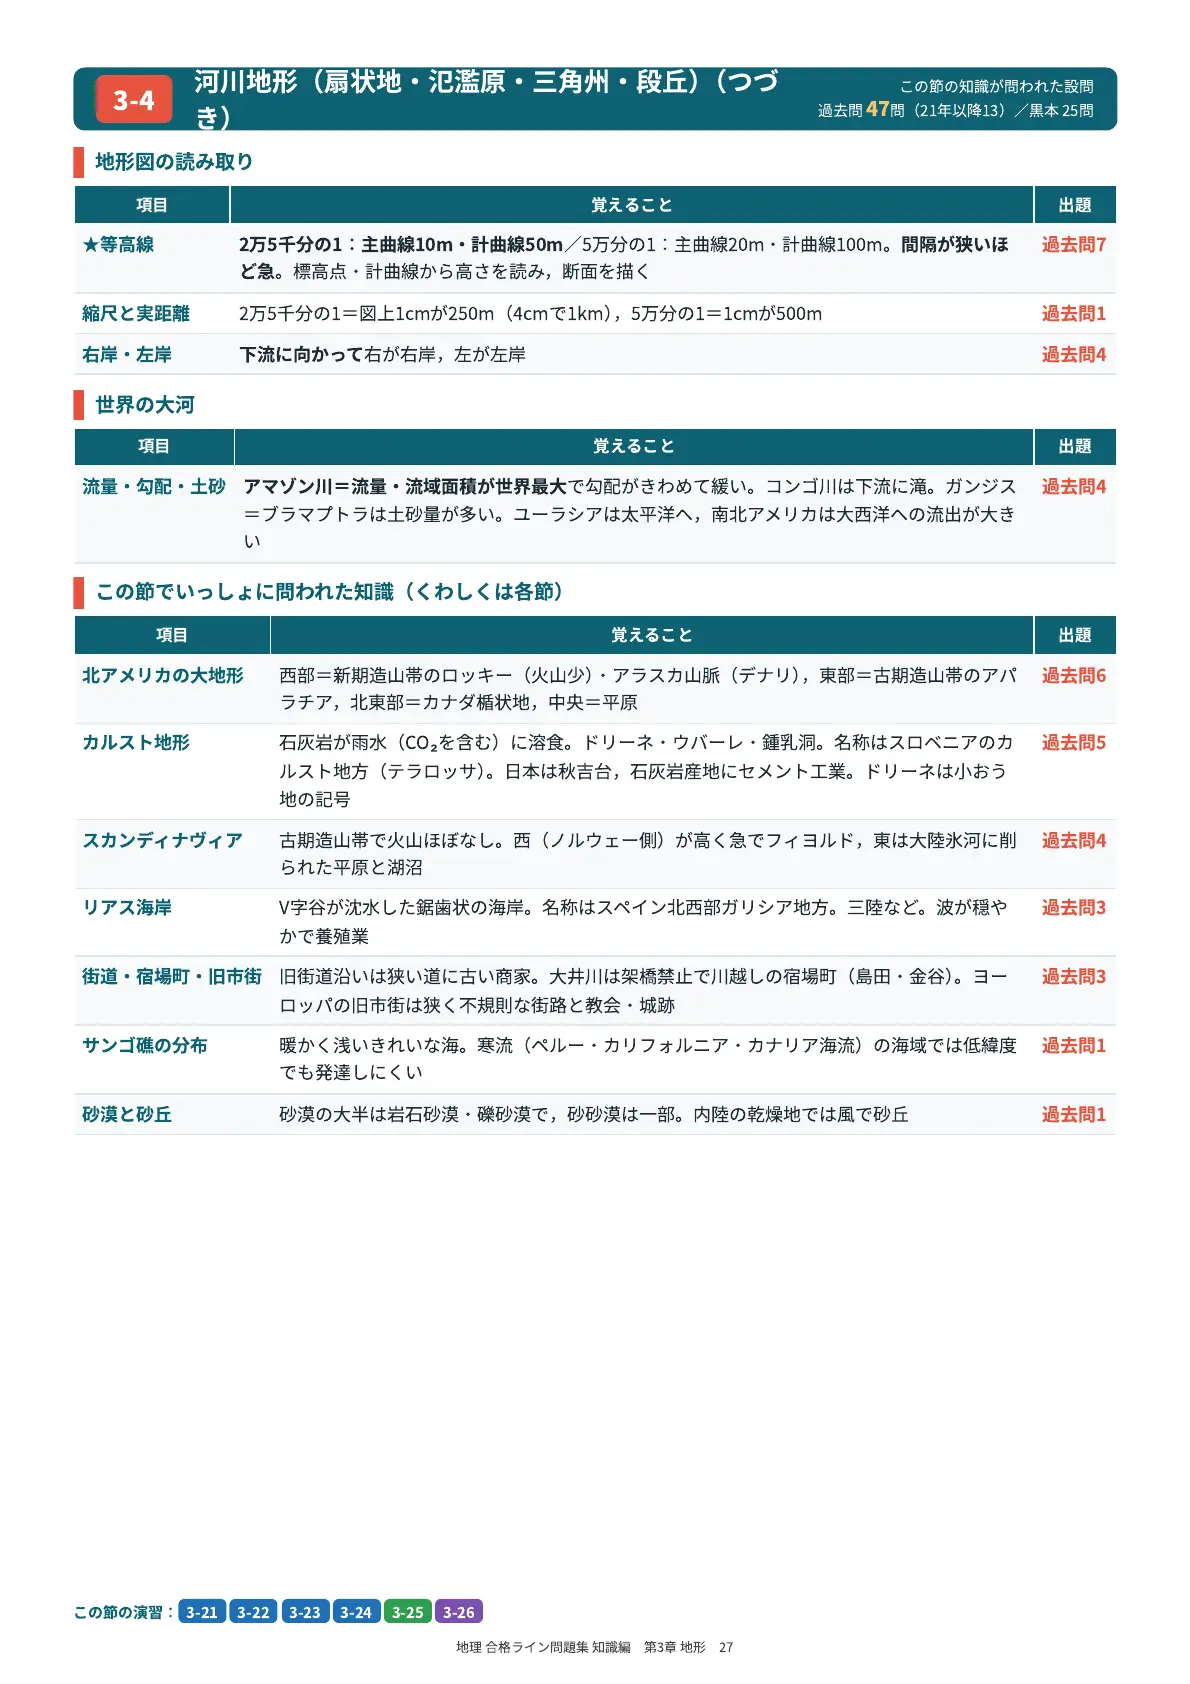 3-4
河川地形（扇状地・氾濫原・三角州・段丘）（つづ
き）
この節の知識が問われた設問
過去問 47問（21年以降13）／黒本 25問
地形図の読み取り
項目 覚えること 出題
★等高線 2万5千分の1：主曲線10m・計曲線50m／5万分の1：主曲線20m・計曲線100m。間隔が狭いほ 過去問7
ど急。標高点・計曲線から高さを読み，断面を描く
縮尺と実距離 2万5千分の1＝図上1cmが250m（4cmで1km），5万分の1＝1cmが500m 過去問1
右岸・左岸 下流に向かって右が右岸，左が左岸 過去問4
世界の大河
項目 覚えること 出題
流量・勾配・土砂 アマゾン川＝流量・流域面積が世界最大で勾配がきわめて緩い。コンゴ川は下流に滝。ガンジス 過去問4
＝ブラマプトラは土砂量が多い。ユーラシアは太平洋へ，南北アメリカは大西洋への流出が大き
い
この節でいっしょに問われた知識（くわしくは各節）
項目 覚えること 出題
北アメリカの大地形 西部＝新期造山帯のロッキー（火山少）・アラスカ山脈（デナリ），東部＝古期造山帯のアパ 過去問6
ラチア，北東部＝カナダ楯状地，中央＝平原
カルスト地形 石灰岩が雨水（CO₂を含む）に溶食。ドリーネ・ウバーレ・鍾乳洞。名称はスロベニアのカ 過去問5
ルスト地方（テラロッサ）。日本は秋吉台，石灰岩産地にセメント工業。ドリーネは小おう
地の記号
スカンディナヴィア 古期造山帯で火山ほぼなし。西（ノルウェー側）が高く急でフィヨルド，東は大陸氷河に削 過去問4
られた平原と湖沼
リアス海岸 V字谷が沈水した鋸歯状の海岸。名称はスペイン北西部ガリシア地方。三陸など。波が穏や 過去問3
かで養殖業
街道・宿場町・旧市街 旧街道沿いは狭い道に古い商家。大井川は架橋禁止で川越しの宿場町（島田・金谷）。ヨー 過去問3
ロッパの旧市街は狭く不規則な街路と教会・城跡
サンゴ礁の分布 暖かく浅いきれいな海。寒流（ペルー・カリフォルニア・カナリア海流）の海域では低緯度 過去問1
でも発達しにくい
砂漠と砂丘 砂漠の大半は岩石砂漠・礫砂漠で，砂砂漠は一部。内陸の乾燥地では風で砂丘 過去問1
この節の演習： 3-21 3-22 3-23 3-24 3-25 3-26
地理 合格ライン問題集 知識編　第3章 地形　27